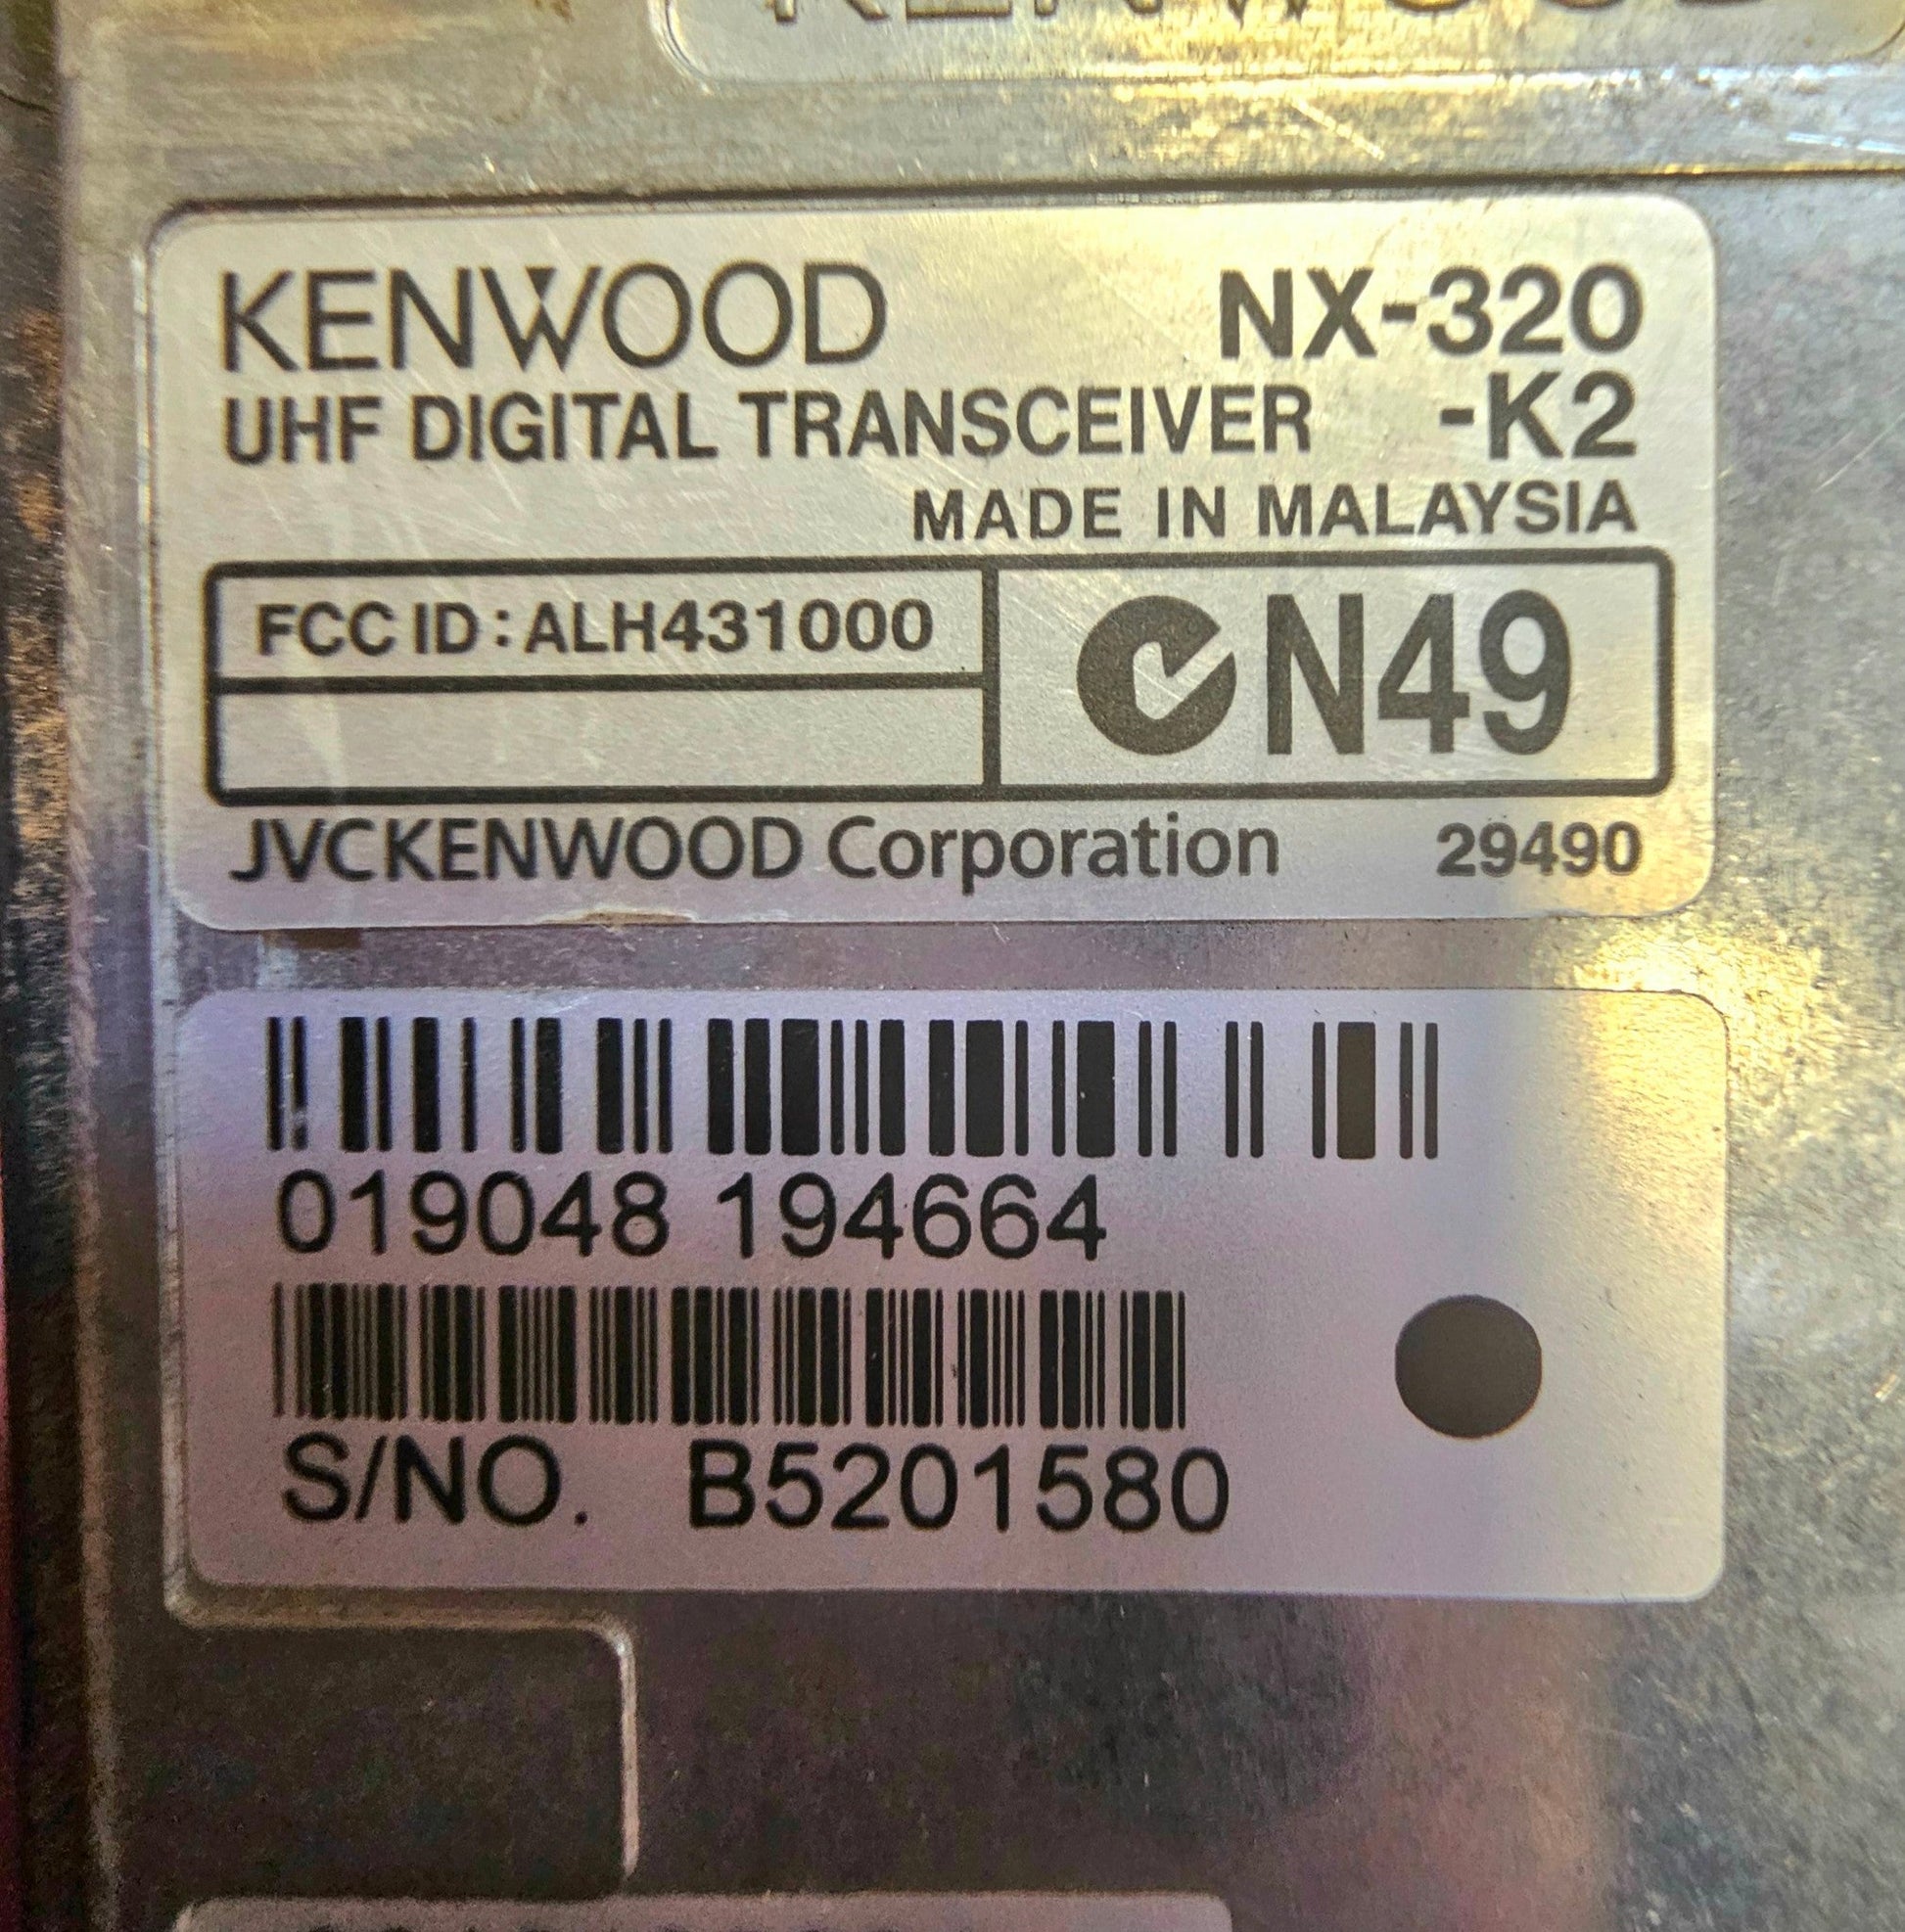 KENWOOD
KENWOOD NX-320
UHF DIGITAL TRANSCEIVER -K2
MADE IN MALAYSIA
FCC ID : ALH431000
N49
JVCKENWOOD Corporation 29490
019048 194664
S/NO. B5201580